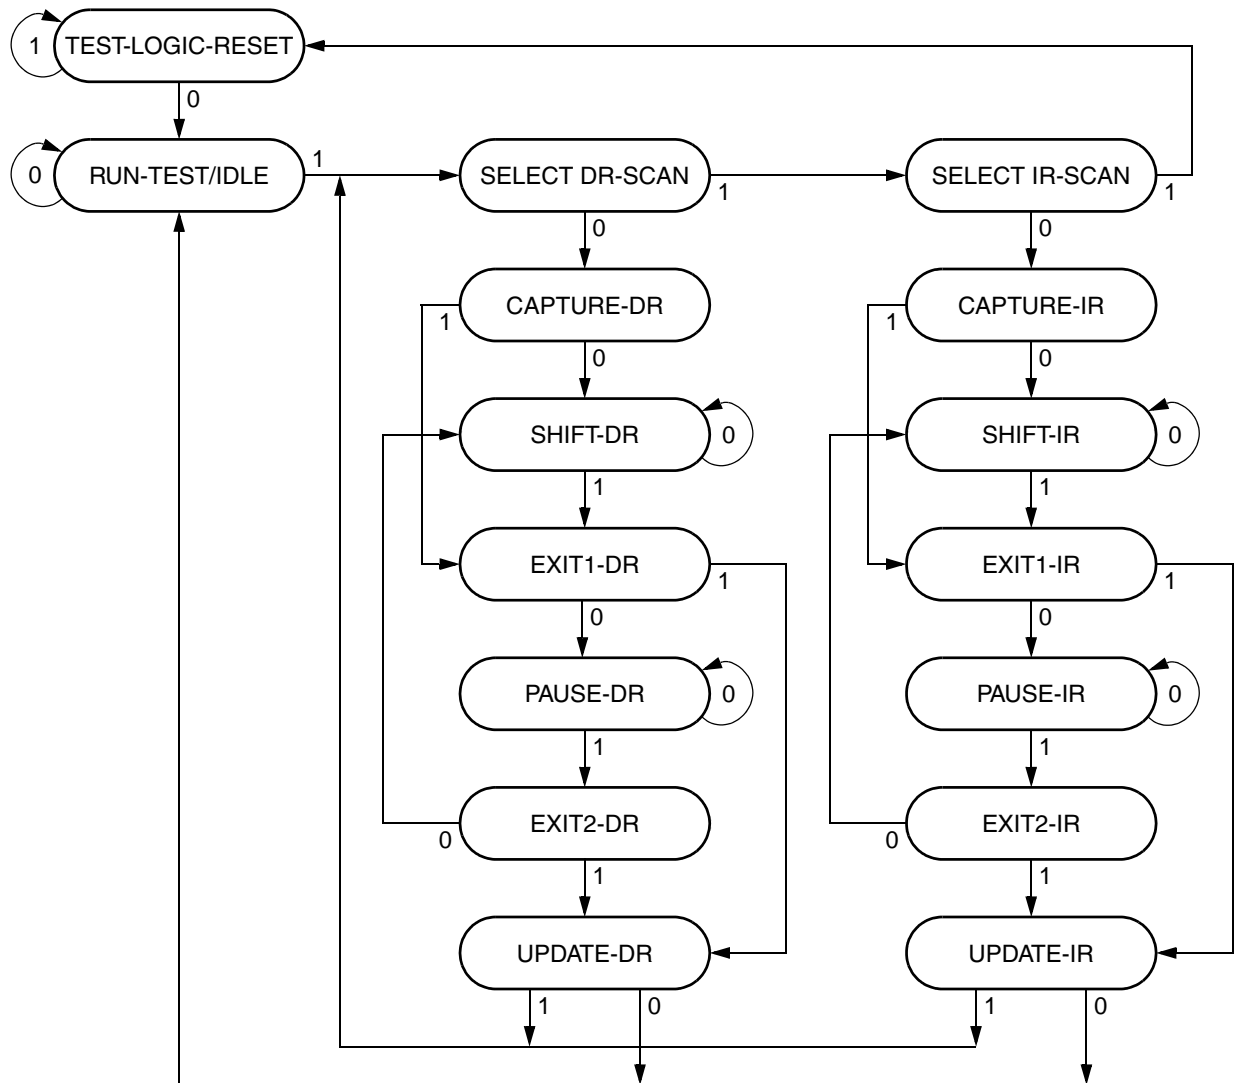 1 TEST-LOGIC-RESET
0
0 RUN-TEST/IDLE 1 SELECT DR-SCAN 1 SELECT IR-SCAN 1
0 0
CAPTURE-DR CAPTURE-IR
1 1
0 0
SHIFT-DR 0 SHIFT-IR 0
1 1
EXIT1-DR 1 EXIT1-IR 1
0 0
PAUSE-DR 0 PAUSE-IR 0
1 1
EXIT2-DR EXIT2-IR
0 0
1 1
UPDATE-DR UPDATE-IR
1 0 1 0